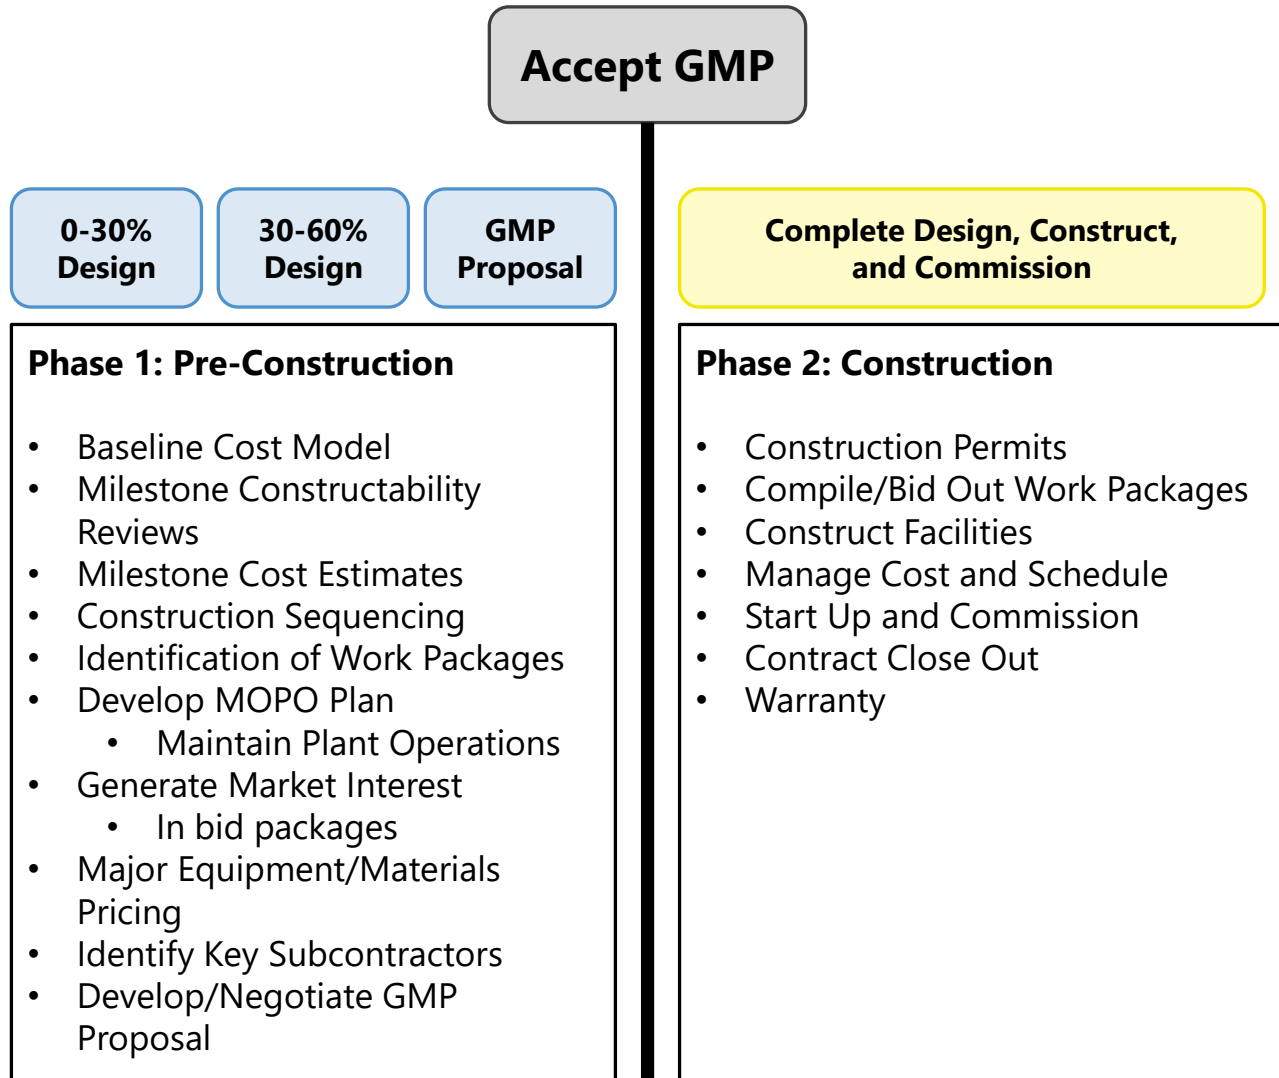 Accept GMP
0-30%
Design
30-60%
Design
GMP
Proposal
Complete Design, Construct,
and Commission
Phase 1: Pre-Construction
• Baseline Cost Model
• Milestone Constructability
Reviews
• Milestone Cost Estimates
• Construction Sequencing
• Identification of Work Packages
• Develop MOPO Plan
• Maintain Plant Operations
• Generate Market Interest
• In bid packages
• Major Equipment/Materials
Pricing
• Identify Key Subcontractors
• Develop/Negotiate GMP
Proposal
Phase 2: Construction
• Construction Permits
• Compile/Bid Out Work Packages
• Construct Facilities
• Manage Cost and Schedule
• Start Up and Commission
• Contract Close Out
• Warranty